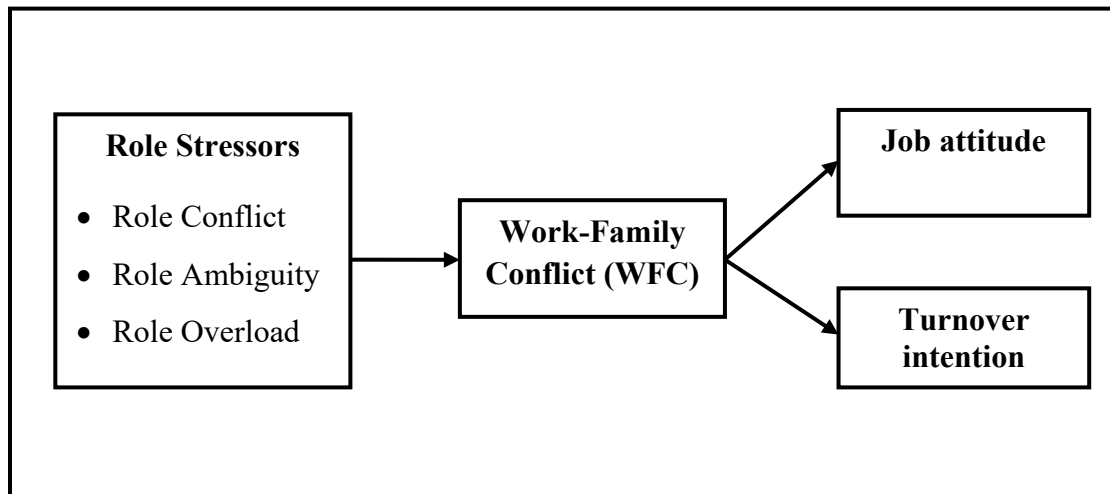 Role Stressors
• Role Conflict
• Role Ambiguity
• Role Overload
Work-Family
Conflict (WFC)
Job attitude
Turnover
intention